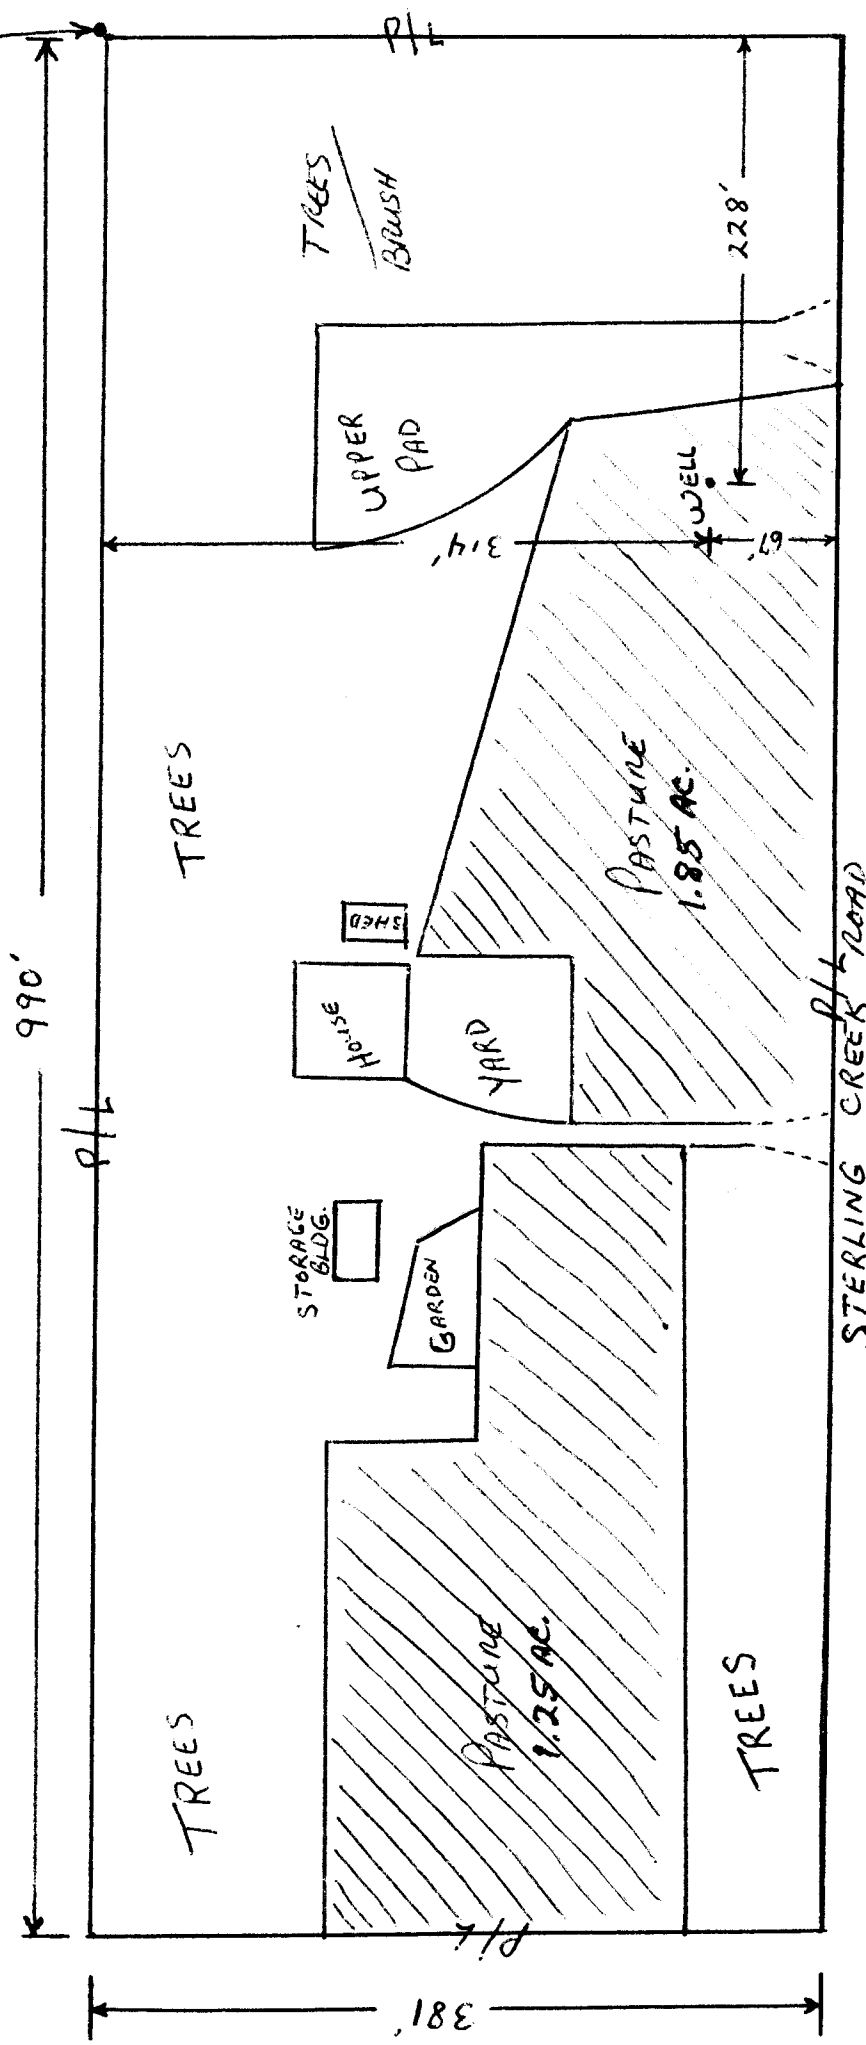 990'
P/L
TREES
TREES
STORAGE
BLDG.
HOUSE
SHED
UPPER
PAD
TREES
/
BRUSH
P/L
381'
P/L
GARDEN
YARD
314'
PASTURE
1.25 AC.
PASTURE
1.85 AC.
WELL
67'
228'
TREES
P/L
STERLING CREEK ROAD